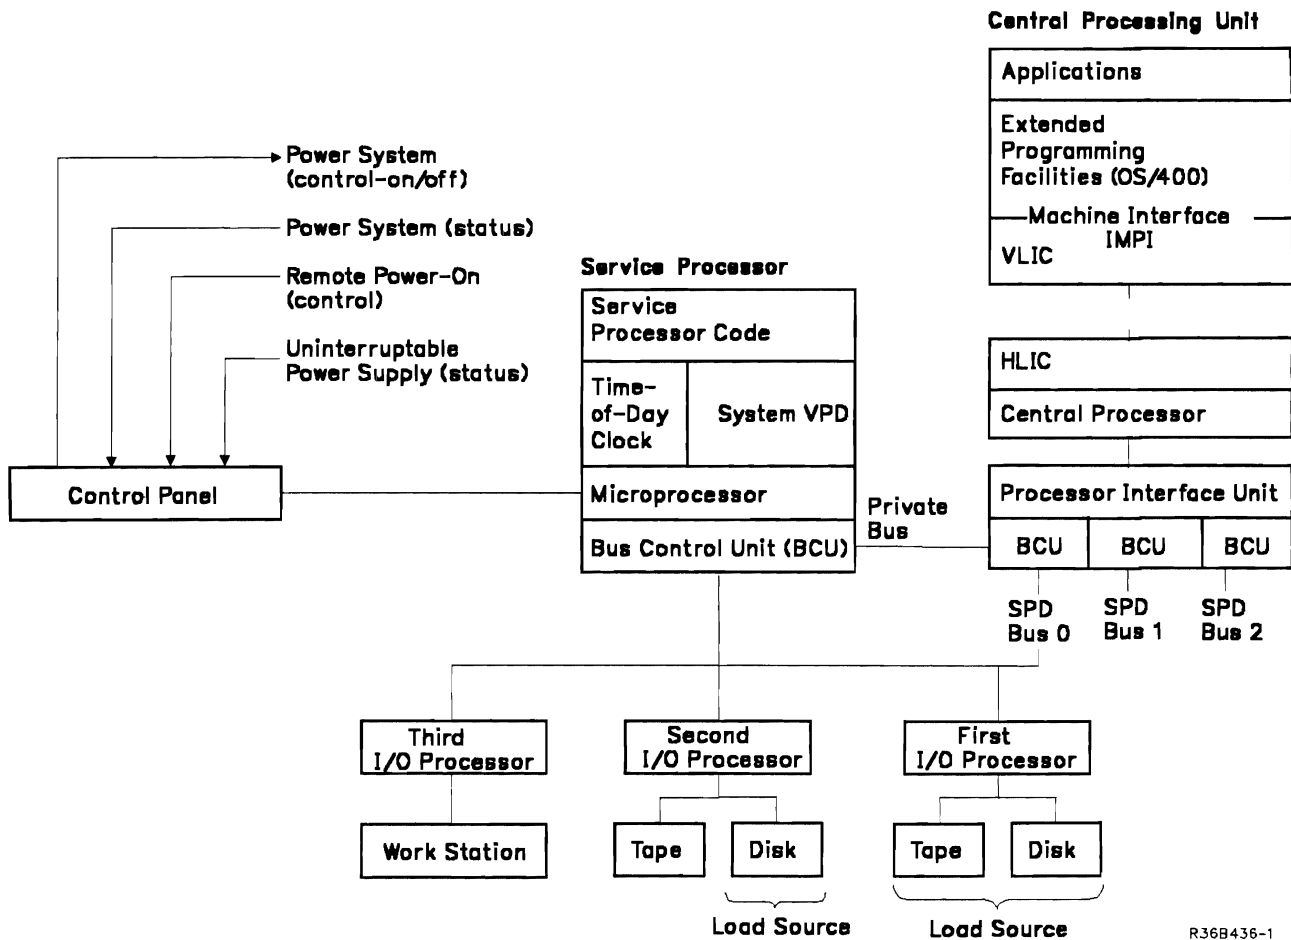 Central Processing Unit
Applications
Extended
Programming
Facilities (OS/400)
Machine Interface
IMPI
VLIC
HLIC
Central Processor
Processor Interface Unit
BCU
BCU
BCU
SPD
Bus 0
SPD
Bus 1
SPD
Bus 2
Power System
(control-on/off)
Power System (status)
Remote Power-On
(control)
Uninterruptable
Power Supply (status)
Control Panel
Service Processor
Service
Processor Code
Time-
of-Day
Clock
System VPD
Microprocessor
Bus Control Unit (BCU)
Private
Bus
Third
I/O Processor
Second
I/O Processor
First
I/O Processor
Work Station
Tape
Disk
Tape
Disk
Load Source
Load Source
R36B436-1